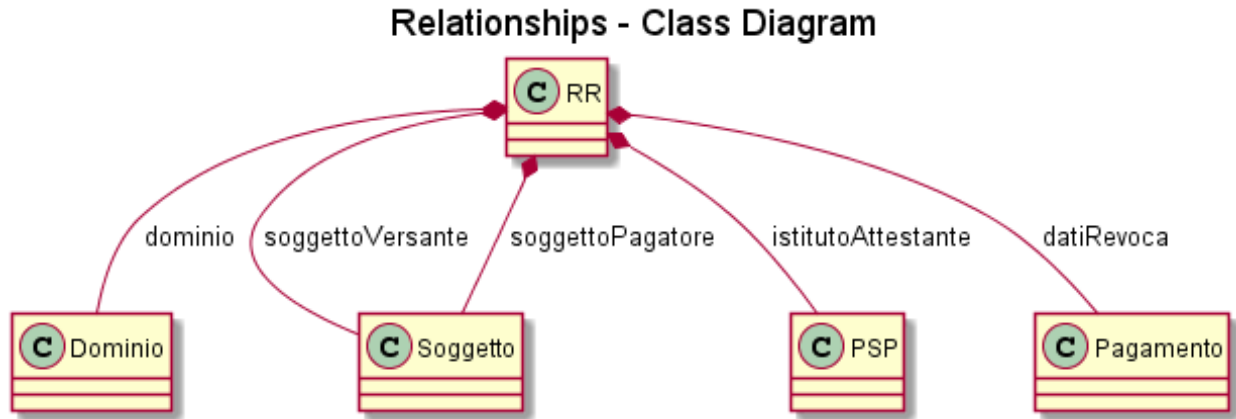 Relationships - Class Diagram
C RR
dominio
soggettoVersante
soggettoPagatore
istitutoAttestante
datiRevoca
C Dominio
C Soggetto
C PSP
C Pagamento